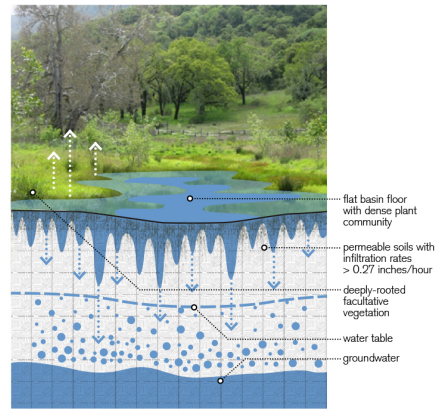 flat basin floor
with dense plant
community
permeable soils with
infiltration rates
> 0.27 inches/hour
deeply-rooted
facultative
vegetation
water table
groundwater